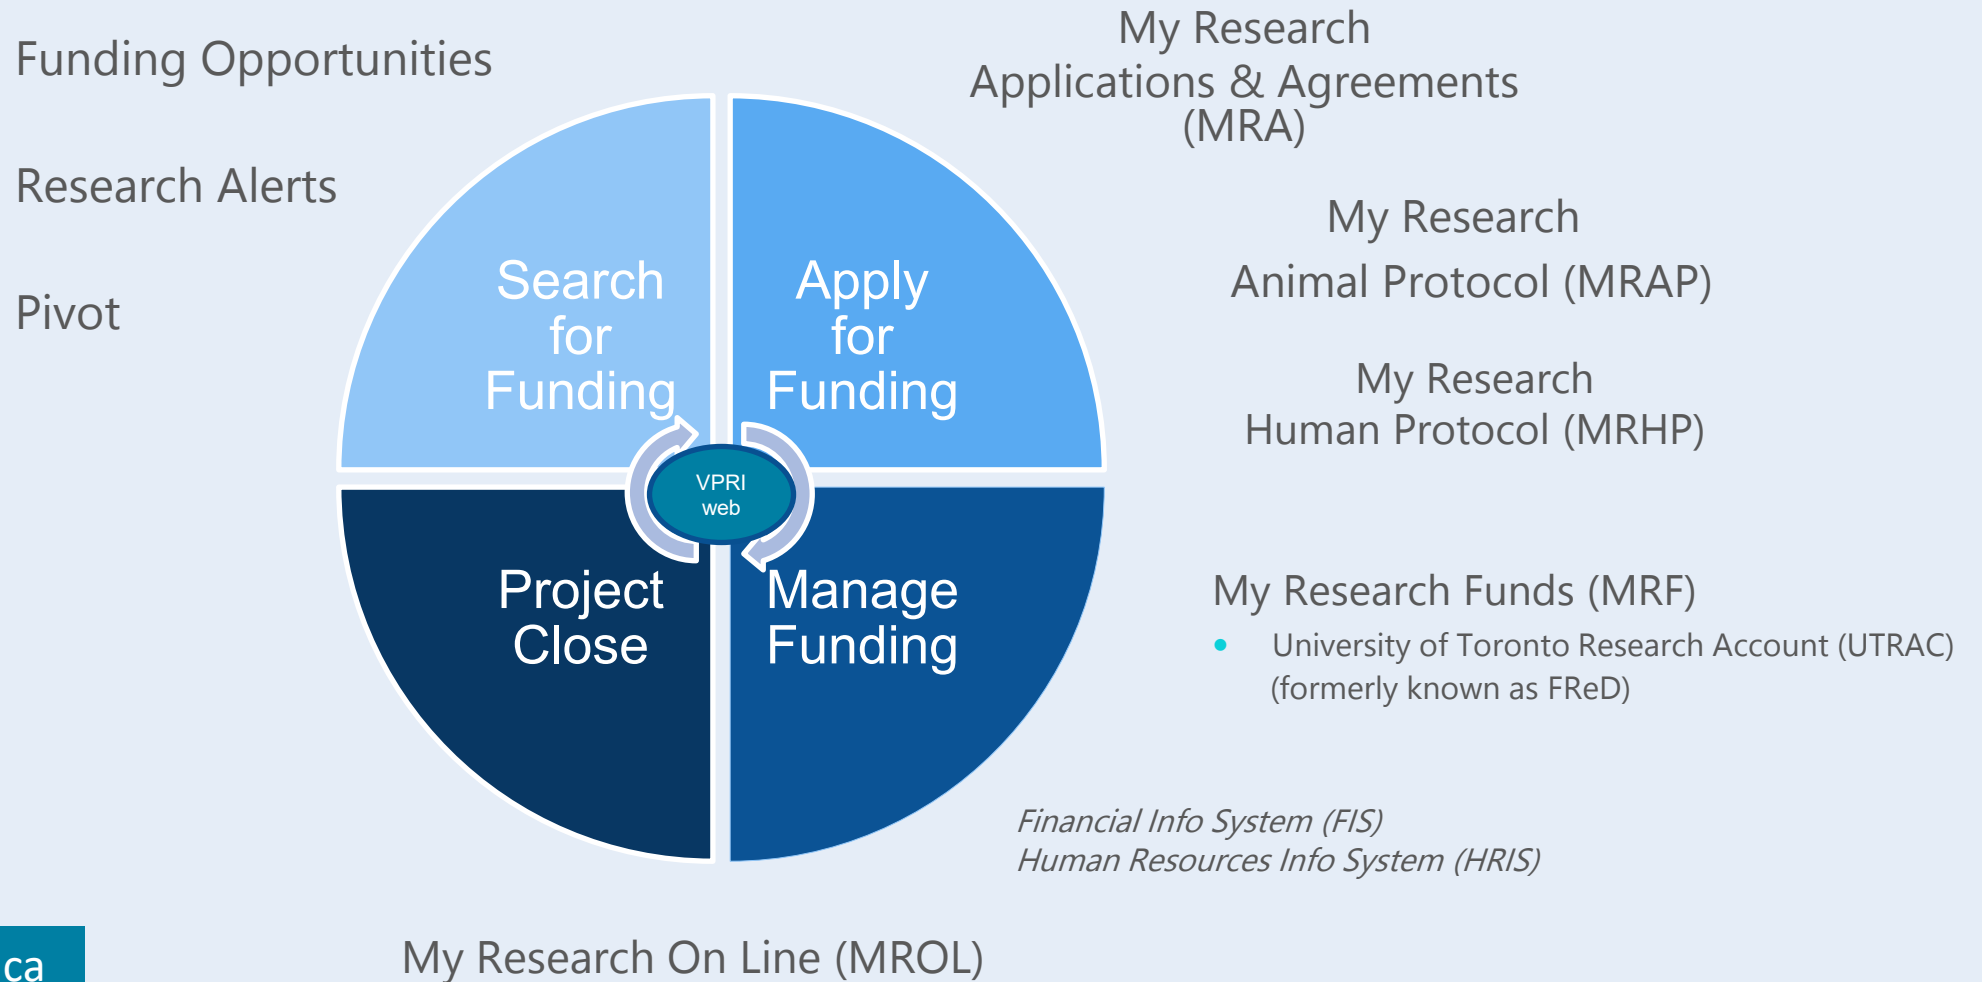 Funding Opportunities
Research Alerts
Pivot
My Research
Applications & Agreements
(MRA)
My Research
Animal Protocol (MRAP)
My Research
Human Protocol (MRHP)
Search
for
Funding
Apply
for
Funding
VPRI
web
Project
Close
Manage
Funding
My Research Funds (MRF)
• University of Toronto Research Account (UTRAC)
(formerly known as FReD)
Financial Info System (FIS)
Human Resources Info System (HRIS)
My Research On Line (MROL)
ca